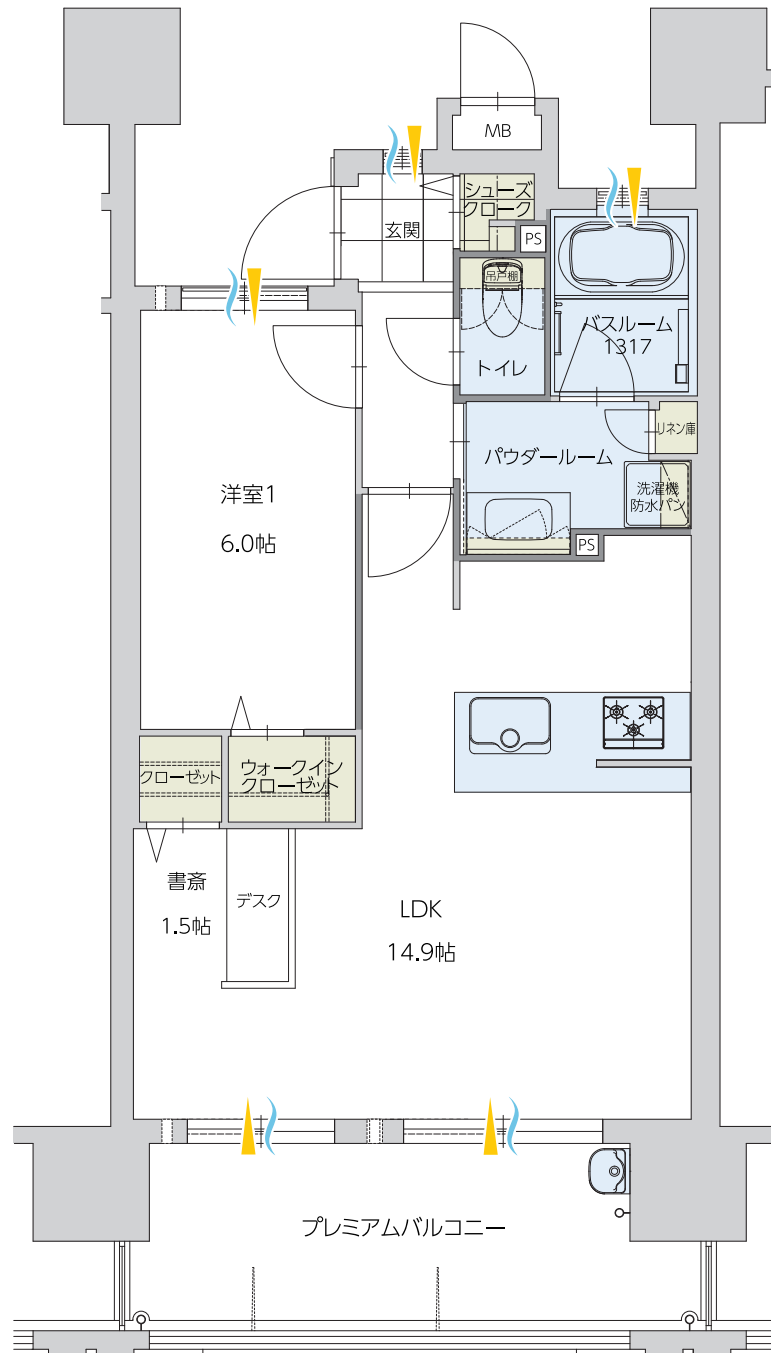 MB
シューズ
クローク
玄関
PS
吊戸棚
トイレ
バスルーム
1317
パウダールーム
リネン庫
洗濯機
防水パン
PS
洋室1
6.0帖
クローゼット
ウォークイン
クローゼット
書斎
1.5帖
デスク
LDK
14.9帖
プレミアムバルコニー